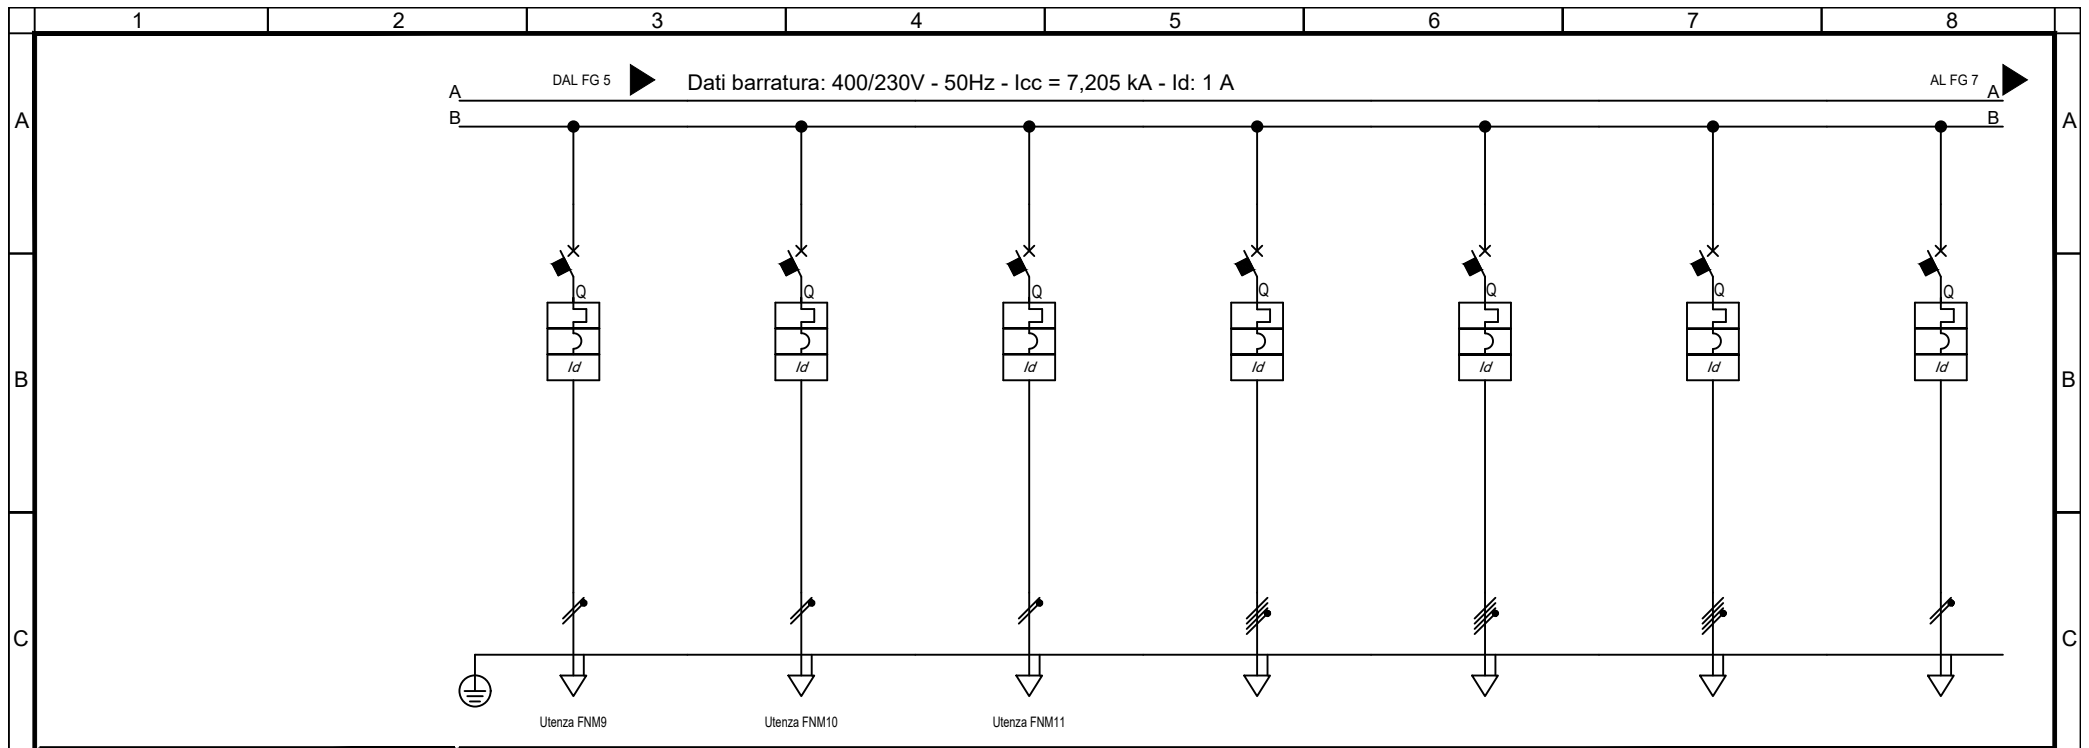 1 2 3 4 5 6 7 8
DAL FG 5 Dati barratura: 400/230V - 50Hz - Icc = 7,205 kA - Id: 1 A AL FG 7
A A
A A
B B
Q Q Q Q Q Q Q
Id Id Id Id Id Id Id
B B
C C
Utenza FNM9 Utenza FNM10 Utenza FNM11